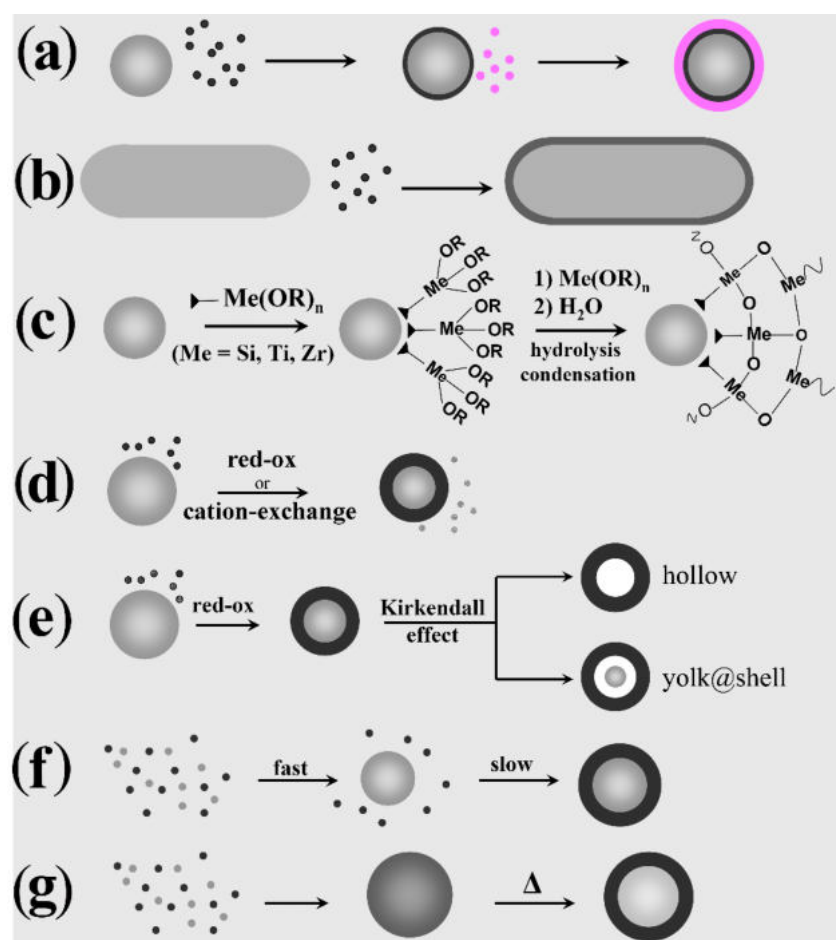 (a)
(b)
(c)
Me(OR)n
(Me = Si, Ti, Zr)
OR
OR
Me
OR
OR
Me
OR
OR
Me
OR
OR
OR
1) Me(OR)n
2) H2O
hydrolysis
condensation
N
O
Me
O
Me
O
Me
O
O
Me
Me
O
O
N
(d)
red-ox
or
cation-exchange
(e)
red-ox
Kirkendall
effect
hollow
yolk@shell
(f)
fast
slow
(g)
Δ